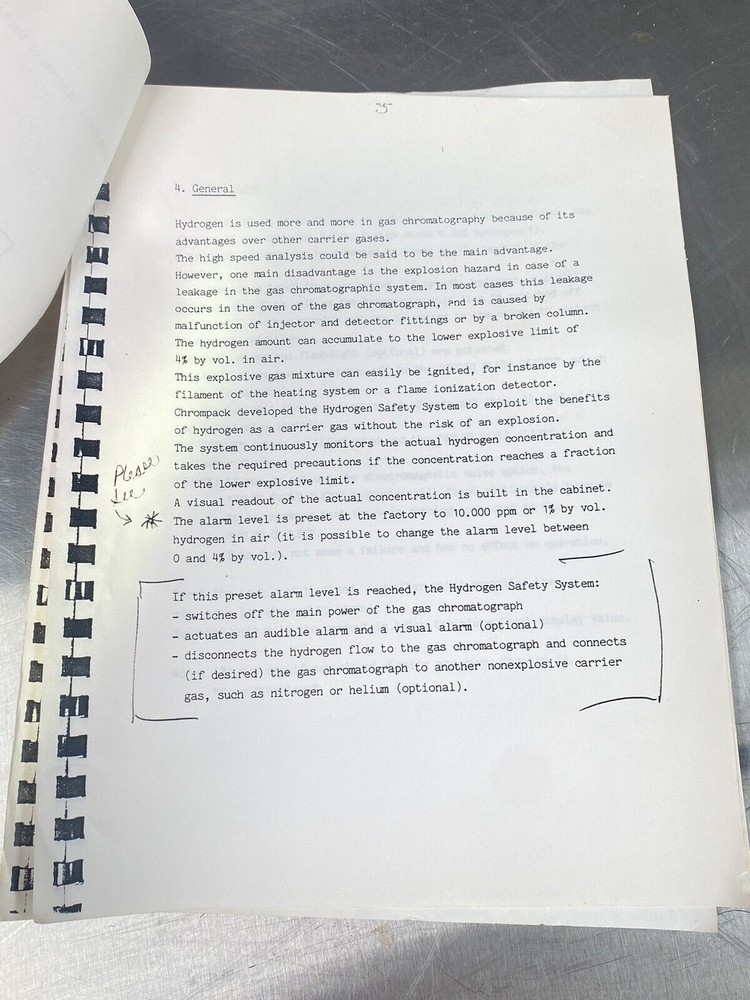 4. General
Hydrogen is used more and more in gas chromatography because of its
advantages over other carrier gases.
The high speed analysis could be said to be the main advantage.
However, one main disadvantage is the explosion hazard in case of a
leakage in the gas chromatographic system. In most cases this leakage
occurs in the oven of the gas chromatograph, and is caused by
malfunction of injector and detector fittings or by a broken column.
The hydrogen amount can accumulate to the lower explosive limit of
4% by vol. in air.
This explosive gas mixture can easily be ignited, for instance by the
filament of the heating system or a flame ionization detector.
Chrompack developed the Hydrogen Safety System to exploit the benefits
of hydrogen as a carrier gas without the risk of an explosion.
The system continuously monitors the actual hydrogen concentration and
takes the required precautions if the concentration reaches a fraction
of the lower explosive limit.
A visual readout of the actual concentration is built in the cabinet.
Please
see
→ * The alarm level is preset at the factory to 10.000 ppm or 1% by vol.
hydrogen in air (it is possible to change the alarm level between
0 and 4% by vol.).
If this preset alarm level is reached, the Hydrogen Safety System:
- switches off the main power of the gas chromatograph
- actuates an audible alarm and a visual alarm (optional)
- disconnects the hydrogen flow to the gas chromatograph and connects
(if desired) the gas chromatograph to another nonexplosive carrier
gas, such as nitrogen or helium (optional).